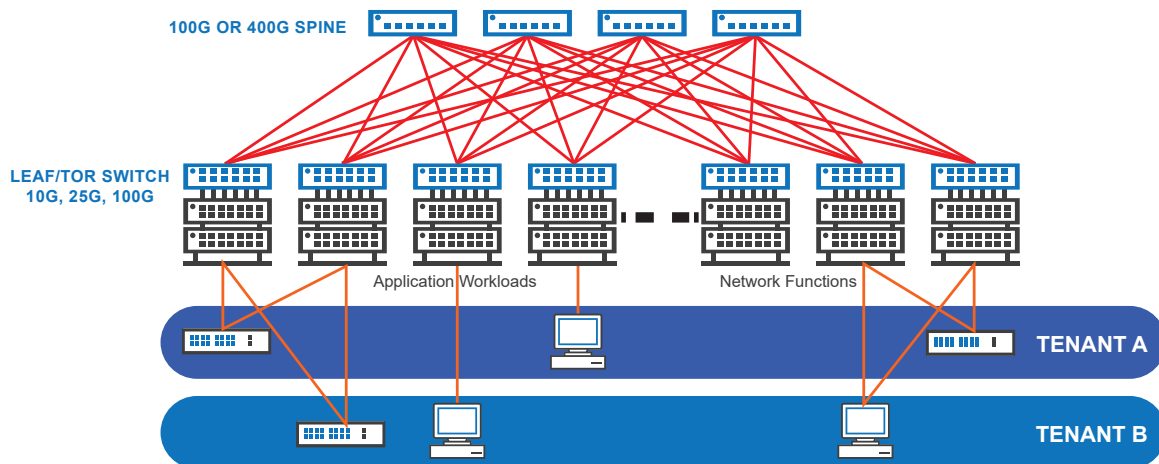 100G OR 400G SPINE
LEAF/TOR SWITCH
10G, 25G, 100G
Application Workloads
Network Functions
TENANT A
TENANT B